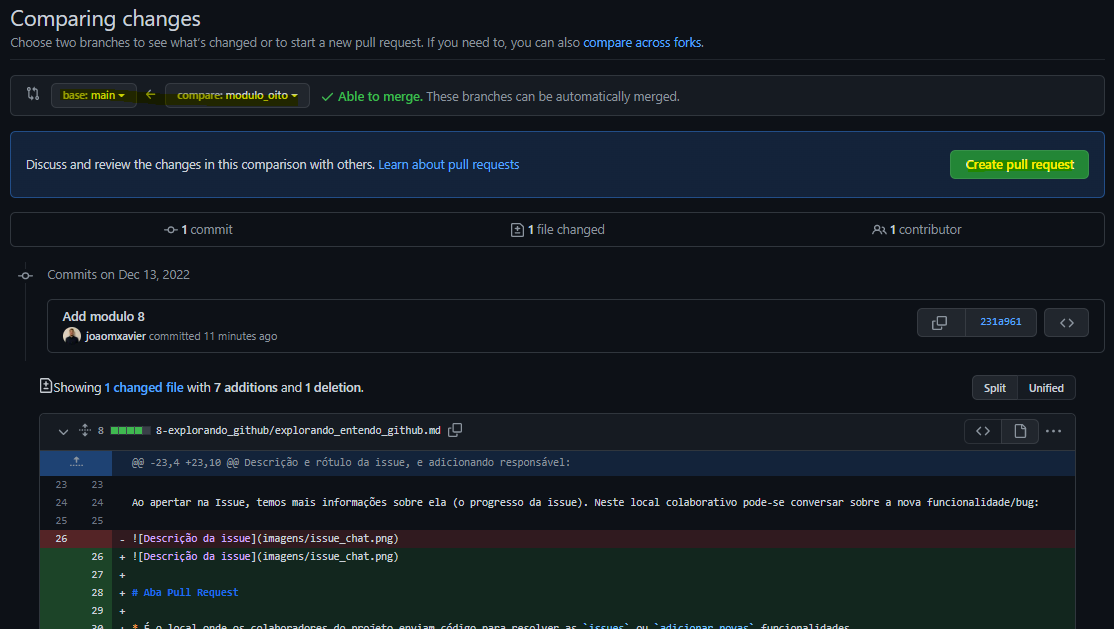 Comparing changes
Choose two branches to see what's changed or to start a new pull request. If you need to, you can also compare across forks.
base: main compare: modulo_oito Able to merge. These branches can be automatically merged.
Discuss and review the changes in this comparison with others. Learn about pull requests Create pull request
1 commit 1 file changed 1 contributor
Commits on Dec 13, 2022
Add modulo 8
joaomxavier committed 11 minutes ago 231a961
Showing 1 changed file with 7 additions and 1 deletion. Split Unified
8 8-explorando_github/explorando_entendo_github.md
@@ -23,4 +23,10 @@ Descrição e rótulo da issue, e adicionando responsável:
23 23
24 24 Ao apertar na Issue, temos mais informações sobre ela (o progresso da issue). Neste local colaborativo pode-se conversar sobre a nova funcionalidade/bug:
25 25
26 - ![Descrição da issue](imagens/issue_chat.png)
26 + ![Descrição da issue](imagens/issue_chat.png)
27 +
28 + # Aba Pull Request
29 +
30 + * É o local onde os colaboradores do projeto enviam código para resolver as `issues` ou `adicionar novas` funcionalidades